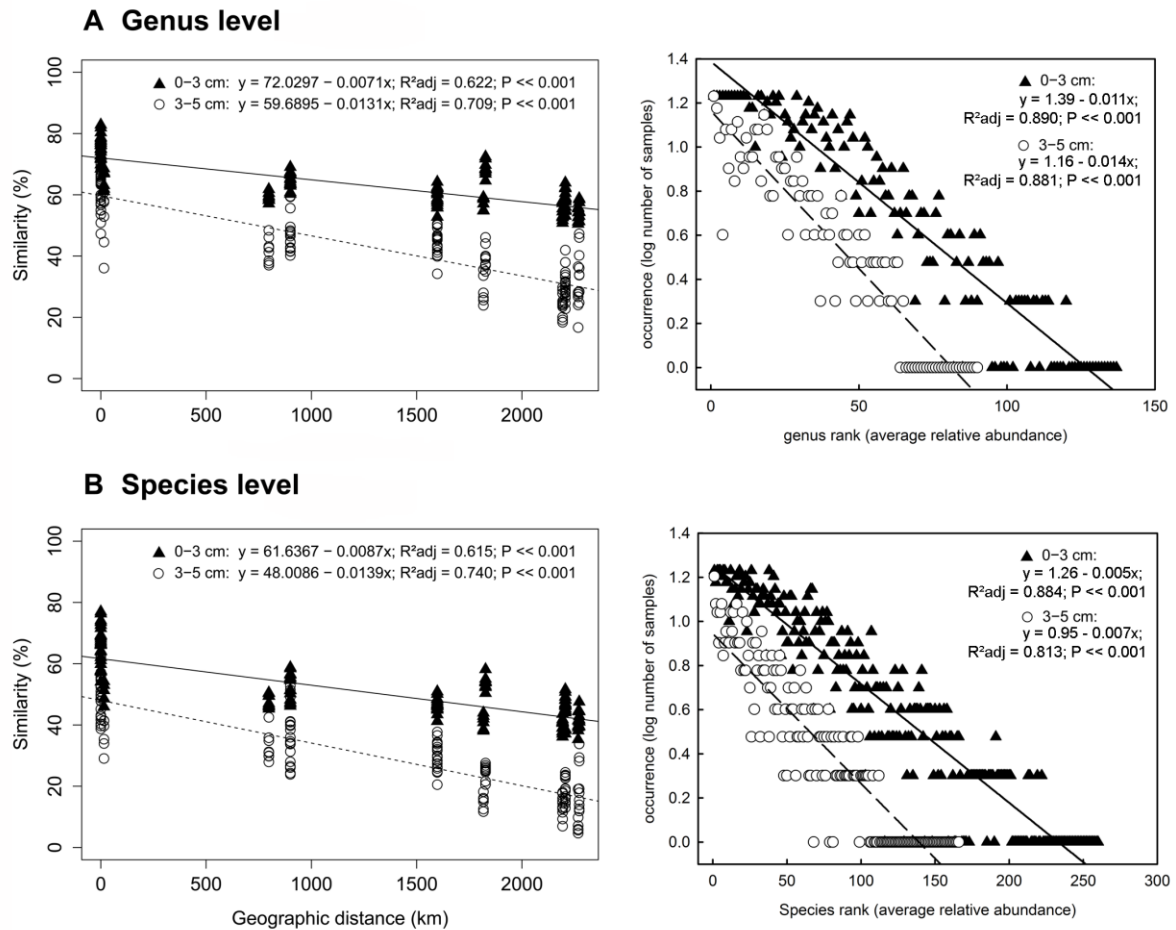 A Genus level
▲ 0−3 cm: y = 72.0297 − 0.0071x; R²adj = 0.622; P << 0.001
○ 3−5 cm: y = 59.6895 − 0.0131x; R²adj = 0.709; P << 0.001
Similarity (%)
100
80
60
40
20
0
0 500 1000 1500 2000
▲ 0−3 cm:
y = 1.39 - 0.011x;
R²adj = 0.890; P << 0.001
○ 3−5 cm:
y = 1.16 - 0.014x;
R²adj = 0.881; P << 0.001
occurrence (log number of samples)
1.4
1.2
1.0
0.8
0.6
0.4
0.2
0.0
0 50 100 150
genus rank (average relative abundance)
B Species level
▲ 0−3 cm: y = 61.6367 − 0.0087x; R²adj = 0.615; P << 0.001
○ 3−5 cm: y = 48.0086 − 0.0139x; R²adj = 0.740; P << 0.001
Similarity (%)
100
80
60
40
20
0
0 500 1000 1500 2000
Geographic distance (km)
▲ 0−3 cm:
y = 1.26 - 0.005x;
R²adj = 0.884; P << 0.001
○ 3−5 cm:
y = 0.95 - 0.007x;
R²adj = 0.813; P << 0.001
occurrence (log number of samples)
1.4
1.2
1.0
0.8
0.6
0.4
0.2
0.0
0 50 100 150 200 250 300
Species rank (average relative abundance)